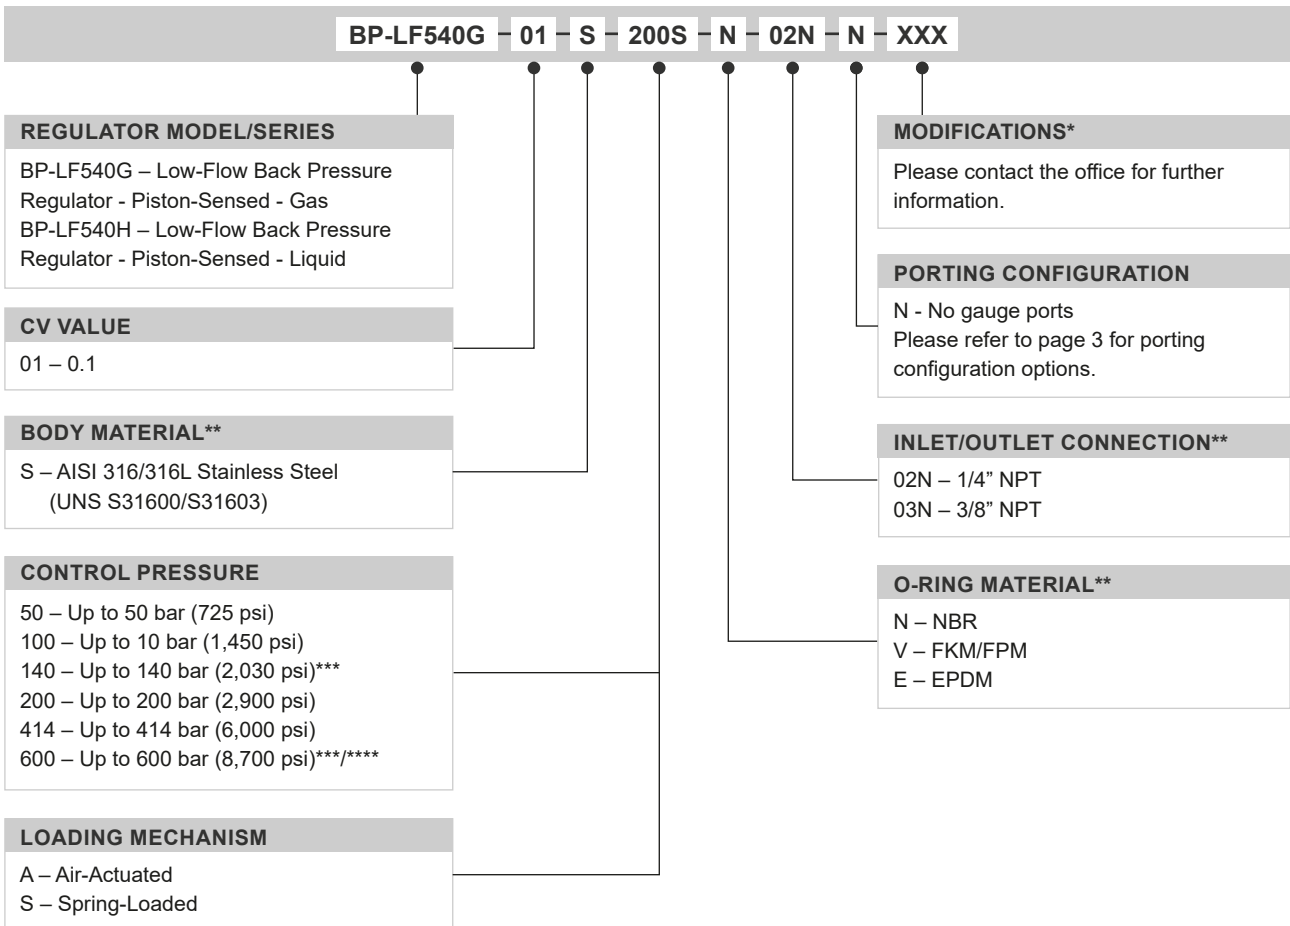 BP-LF540G 01 S 200S N 02N N XXX
REGULATOR MODEL/SERIES
BP-LF540G – Low-Flow Back Pressure
Regulator - Piston-Sensed - Gas
BP-LF540H – Low-Flow Back Pressure
Regulator - Piston-Sensed - Liquid
CV VALUE
01 – 0.1
BODY MATERIAL**
S – AISI 316/316L Stainless Steel
(UNS S31600/S31603)
CONTROL PRESSURE
50 – Up to 50 bar (725 psi)
100 – Up to 10 bar (1,450 psi)
140 – Up to 140 bar (2,030 psi)***
200 – Up to 200 bar (2,900 psi)
414 – Up to 414 bar (6,000 psi)
600 – Up to 600 bar (8,700 psi)***/****
LOADING MECHANISM
A – Air-Actuated
S – Spring-Loaded
MODIFICATIONS*
Please contact the office for further
information.
PORTING CONFIGURATION
N - No gauge ports
Please refer to page 3 for porting
configuration options.
INLET/OUTLET CONNECTION**
02N – 1/4” NPT
03N – 3/8” NPT
O-RING MATERIAL**
N – NBR
V – FKM/FPM
E – EPDM